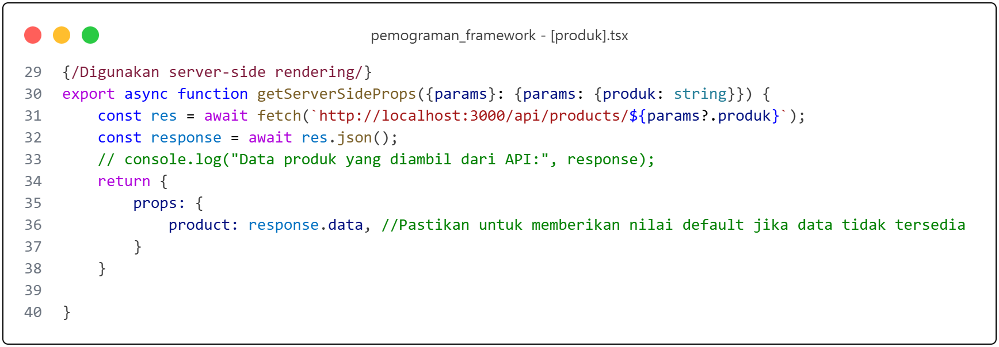 pemograman_framework - [produk].tsx
29 {/Digunakan server-side rendering/}
30 export async function getServerSideProps({params}: {params: {produk: string}}) {
31     const res = await fetch(`http://localhost:3000/api/products/${params?.produk}`);
32     const response = await res.json();
33     // console.log("Data produk yang diambil dari API:", response);
34     return {
35         props: {
36             product: response.data, //Pastikan untuk memberikan nilai default jika data tidak tersedia
37         }
38     }
39
40 }